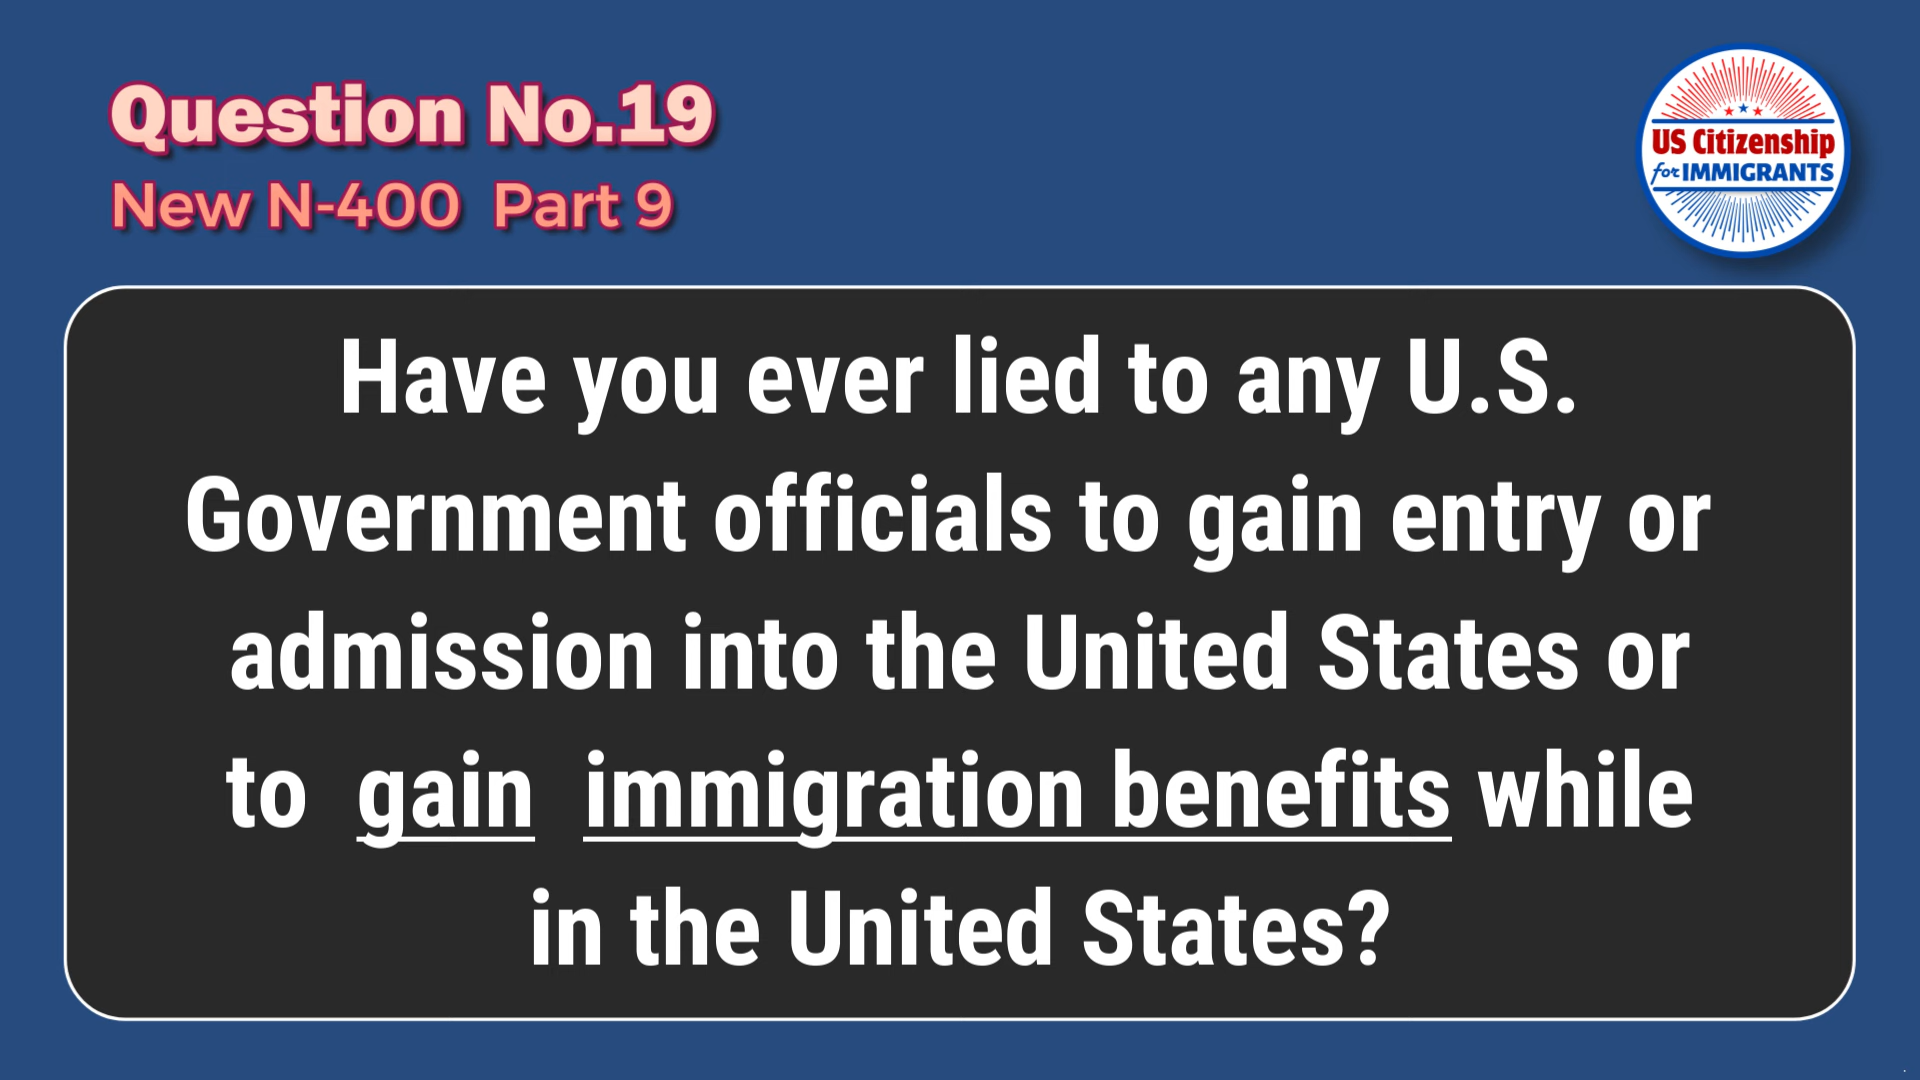 Question No.19
New N-400 Part 9
US Citizenship
for IMMIGRANTS
Have you ever lied to any U.S.
Government officials to gain entry or
admission into the United States or
to gain immigration benefits while
in the United States?